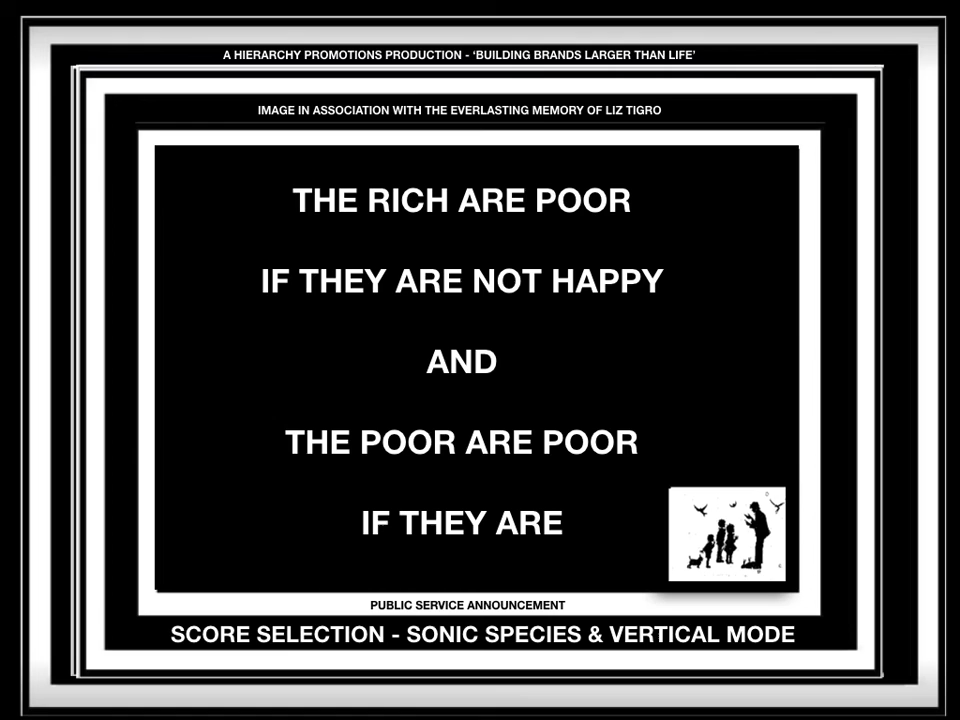 A HIERARCHY PROMOTIONS PRODUCTION - ‘BUILDING BRANDS LARGER THAN LIFE’
IMAGE IN ASSOCIATION WITH THE EVERLASTING MEMORY OF LIZ TIGRO
THE RICH ARE POOR
IF THEY ARE NOT HAPPY
AND
THE POOR ARE POOR
IF THEY ARE
PUBLIC SERVICE ANNOUNCEMENT
SCORE SELECTION - SONIC SPECIES & VERTICAL MODE